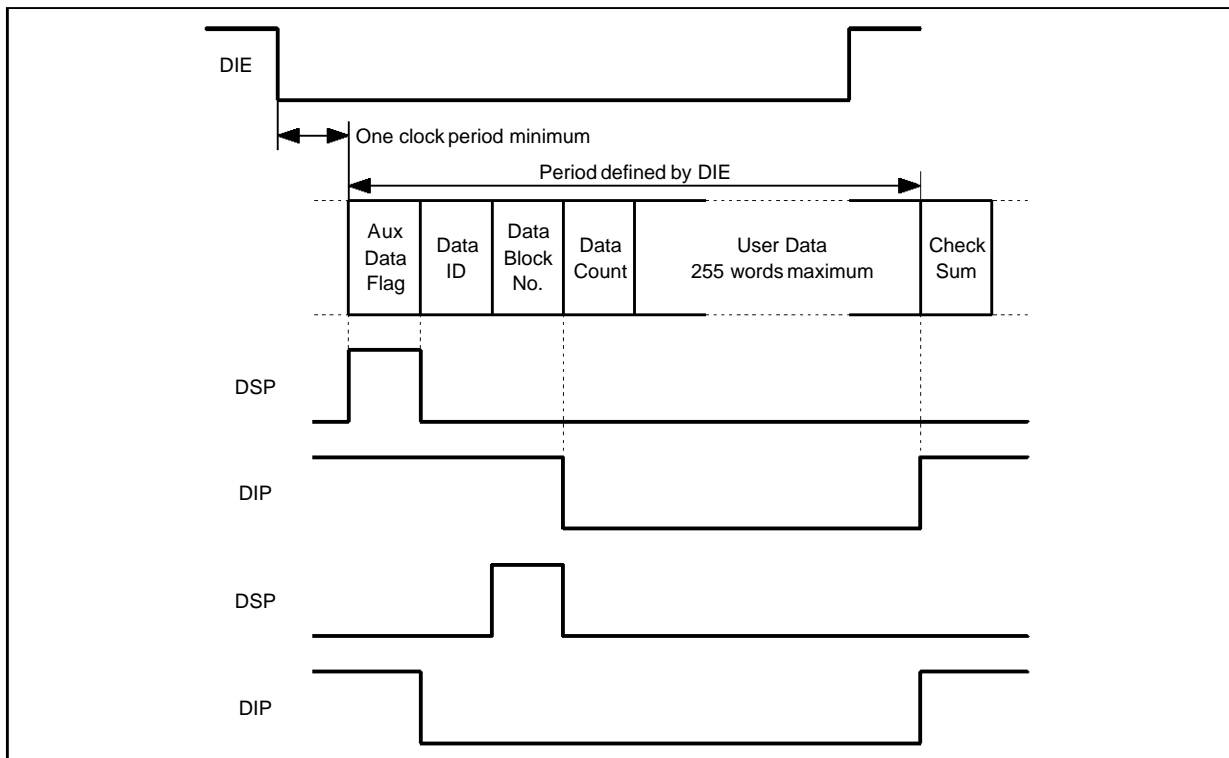 DIE
One clock period minimum
Period defined by DIE
Aux
Data
Flag
Data
ID
Data
Block
No.
Data
Count
User Data
255 words maximum
Check
Sum
DSP
DIP
DSP
DIP